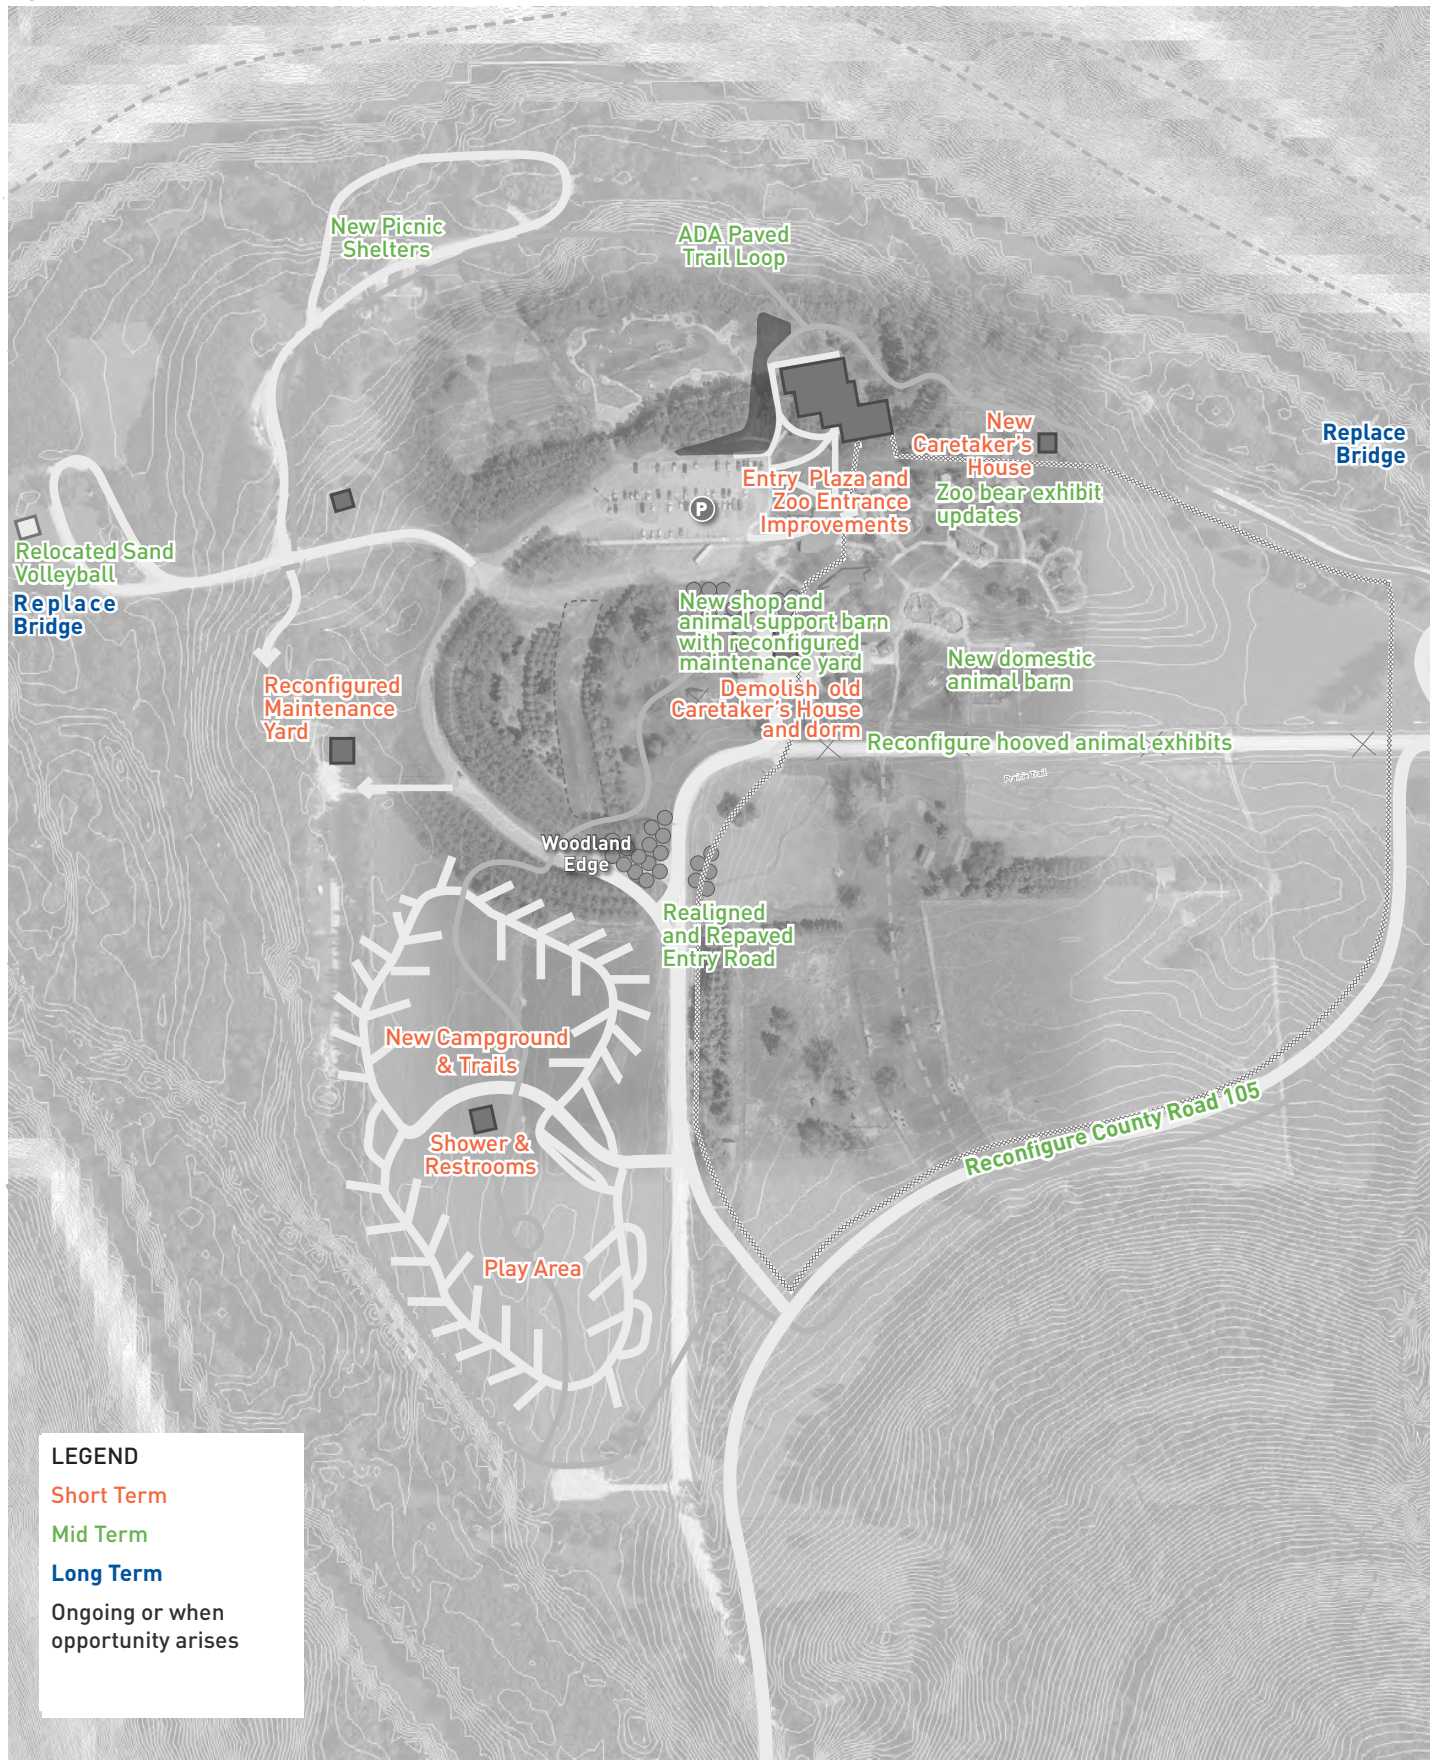 New Picnic
Shelters
ADA Paved
Trail Loop
New
Caretaker's
House
Replace
Bridge
Entry Plaza and
Zoo Entrance
Improvements
Zoo bear exhibit
updates
P
Relocated Sand
Volleyball
Replace
Bridge
New shop and
animal support barn
with reconfigured
maintenance yard
New domestic
animal barn
Reconfigured
Maintenance
Yard
Demolish old
Caretaker's House
and dorm
Reconfigure hooved animal exhibits
Prairie Trail
Woodland
Edge
Realigned
and Repaved
Entry Road
New Campground
& Trails
Shower &
Restrooms
Reconfigure County Road 105
Play Area
LEGEND
Short Term
Mid Term
Long Term
Ongoing or when
opportunity arises